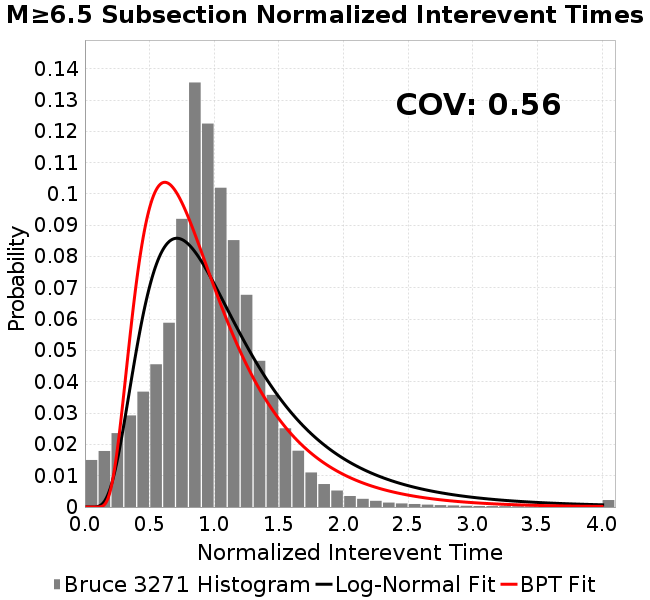 M≥6.5 Subsection Normalized Interevent Times
COV: 0.56
Probability
0.14
0.13
0.12
0.11
0.1
0.09
0.08
0.07
0.06
0.05
0.04
0.03
0.02
0.01
0
0.0 0.5 1.0 1.5 2.0 2.5 3.0 3.5 4.0
Normalized Interevent Time
Bruce 3271 Histogram Log-Normal Fit BPT Fit